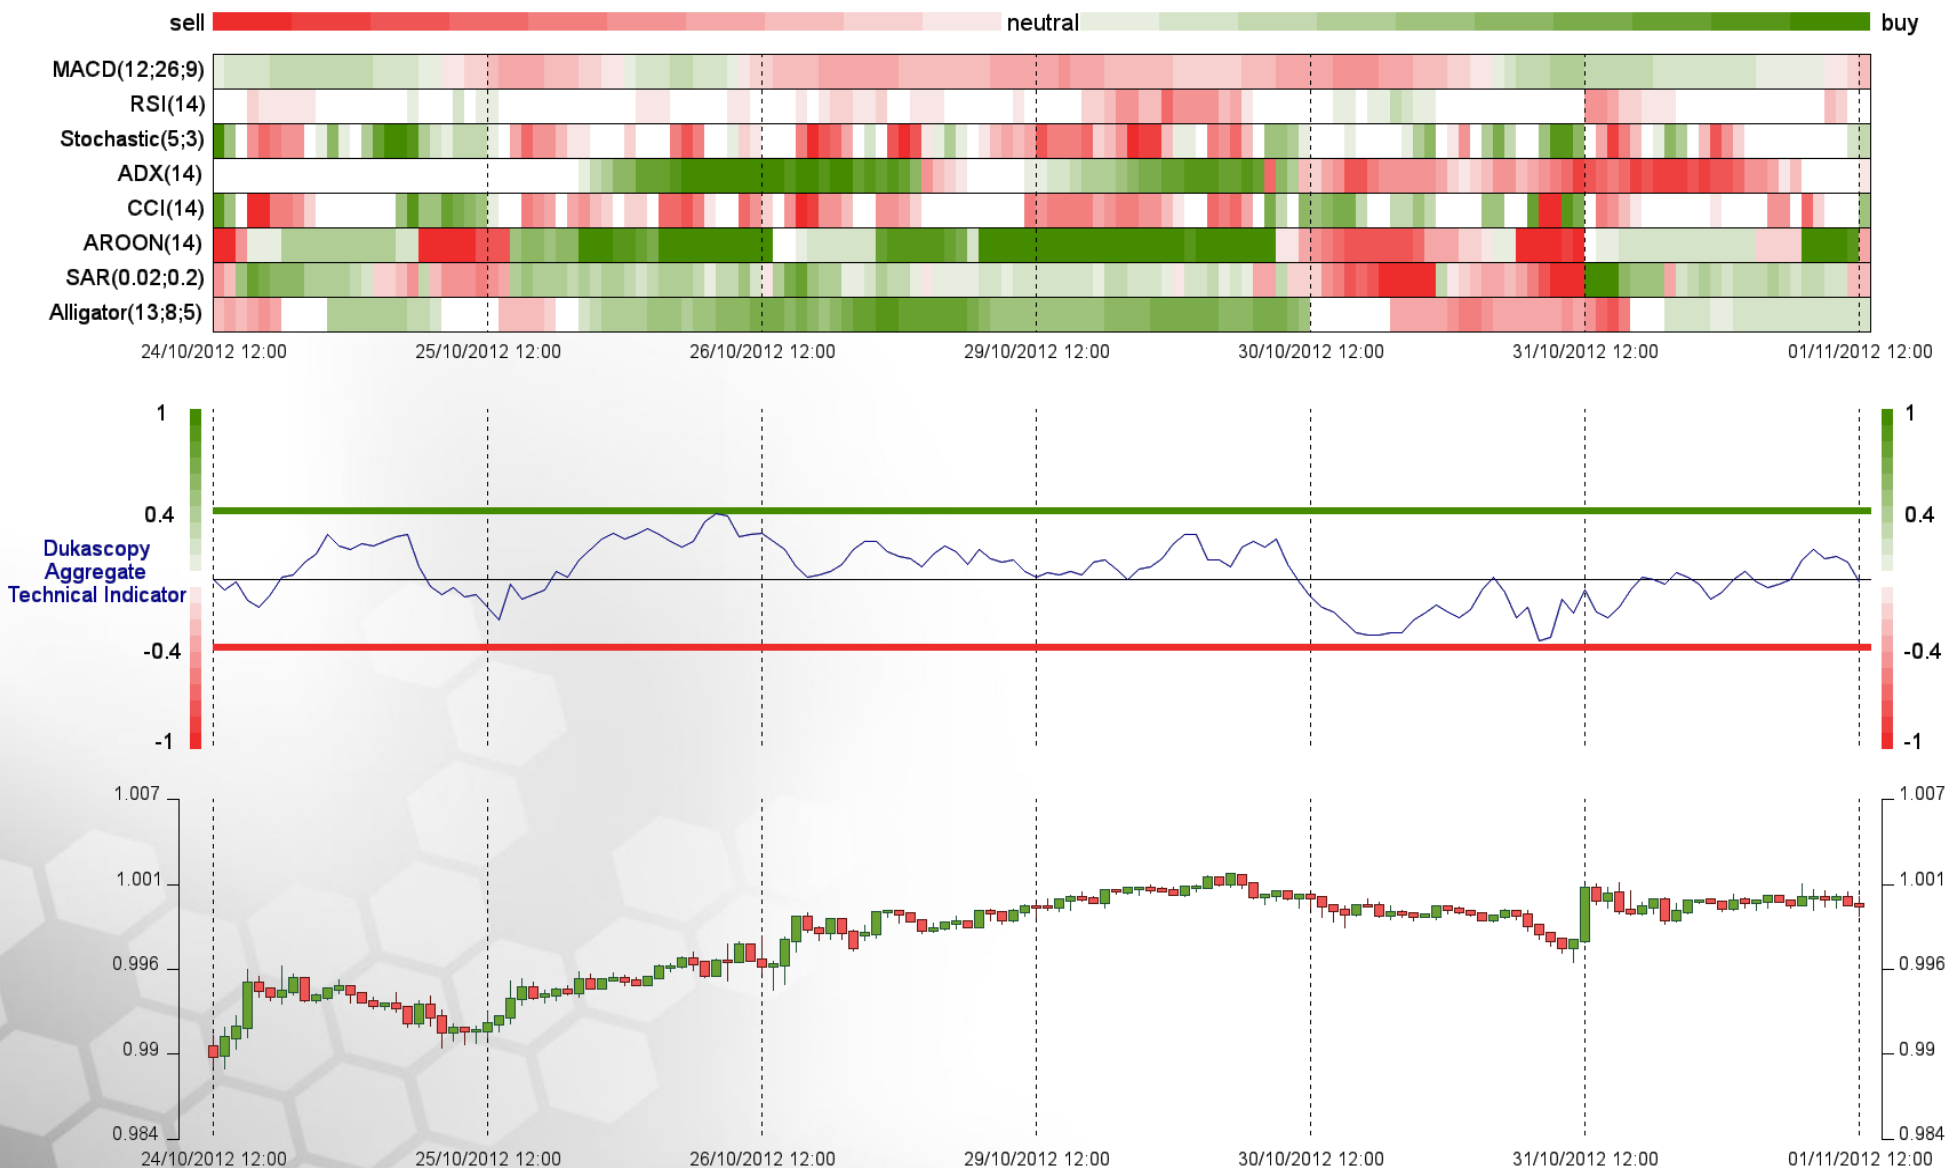 sell neutral buy
MACD(12;26;9)
RSI(14)
Stochastic(5;3)
ADX(14)
CCI(14)
AROON(14)
SAR(0.02;0.2)
Alligator(13;8;5)
24/10/2012 12:00 25/10/2012 12:00 26/10/2012 12:00 29/10/2012 12:00 30/10/2012 12:00 31/10/2012 12:00 01/11/2012 12:00
1 1
0.4 0.4
Dukascopy
Aggregate
Technical Indicator
-0.4 -0.4
-1 -1
1.007 1.007
1.001 1.001
0.996 0.996
0.99 0.99
0.984 0.984
24/10/2012 12:00 25/10/2012 12:00 26/10/2012 12:00 29/10/2012 12:00 30/10/2012 12:00 31/10/2012 12:00 01/11/2012 12:00